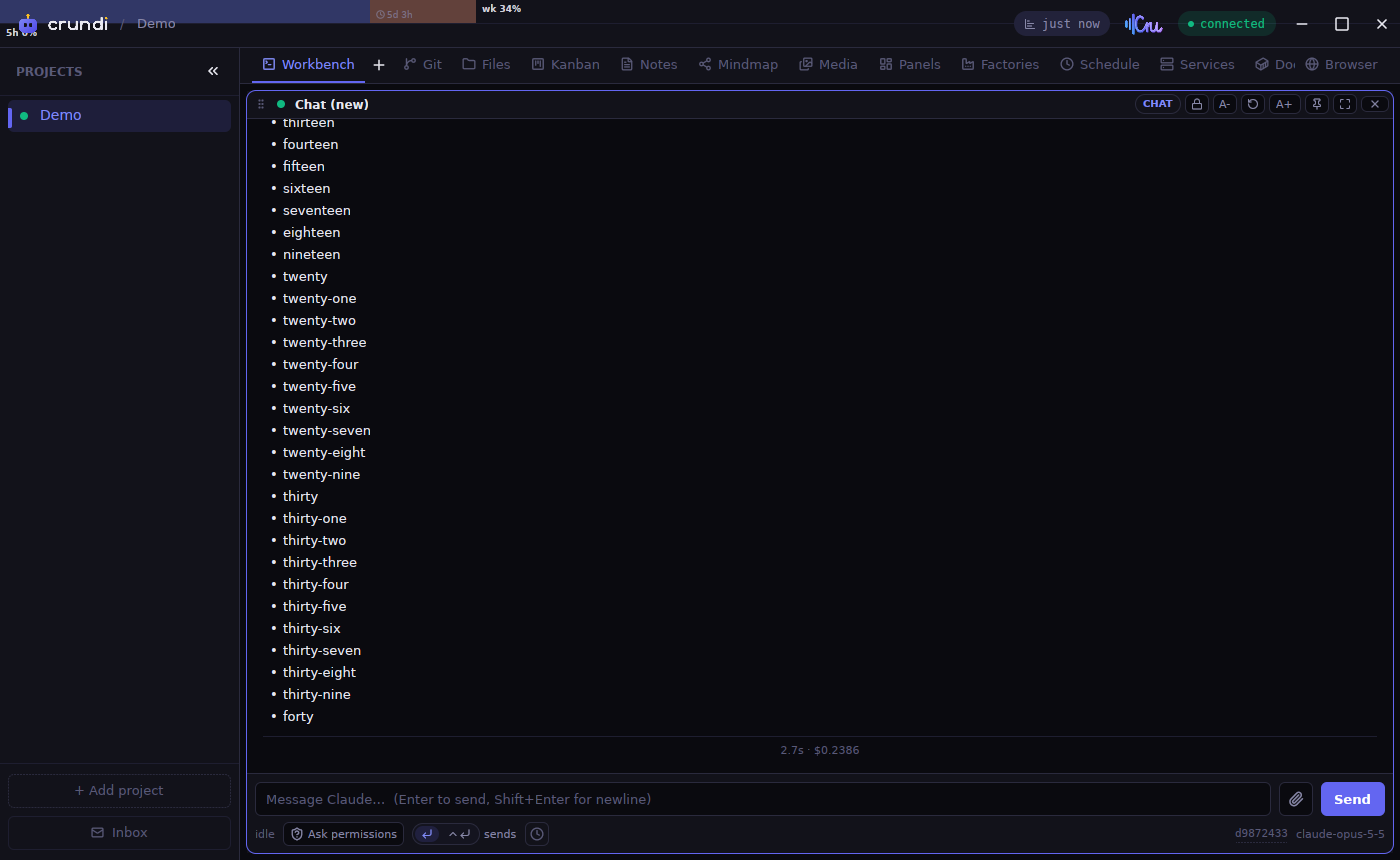 5d 3h
wk 34%
crundi / Demo
just now
Cru
connected
PROJECTS
Workbench
Git
Files
Kanban
Notes
Mindmap
Media
Panels
Factories
Schedule
Services
Browser
Demo
Chat (new)
CHAT
A-
A+
thirteen
• fourteen
• fifteen
• sixteen
• seventeen
• eighteen
• nineteen
• twenty
• twenty-one
• twenty-two
• twenty-three
• twenty-four
• twenty-five
• twenty-six
• twenty-seven
• twenty-eight
• twenty-nine
• thirty
• thirty-one
• thirty-two
• thirty-three
• thirty-four
• thirty-five
• thirty-six
• thirty-seven
• thirty-eight
• thirty-nine
• forty
2.7s · $0.2386
+ Add project
Inbox
Message Claude... (Enter to send, Shift+Enter for newline)
Send
idle
Ask permissions
sends
d9872433
claude-opus-5-5